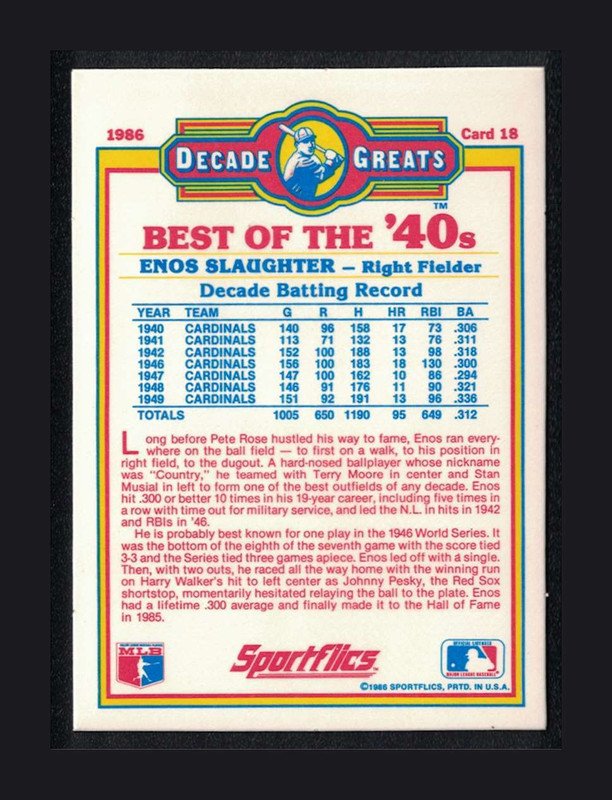 1986
Card 18
DECADE GREATS
TM
BEST OF THE '40s
ENOS SLAUGHTER – Right Fielder
Decade Batting Record
YEAR TEAM G R H HR RBI BA
1940 CARDINALS 140 96 158 17 73 .306
1941 CARDINALS 113 71 132 13 76 .311
1942 CARDINALS 152 100 188 13 98 .318
1946 CARDINALS 156 100 183 18 130 .300
1947 CARDINALS 147 100 162 10 86 .294
1948 CARDINALS 146 91 176 11 90 .321
1949 CARDINALS 151 92 191 13 96 .336
TOTALS 1005 650 1190 95 649 .312
Long before Pete Rose hustled his way to fame, Enos ran every-
where on the ball field — to first on a walk, to his position in
right field, to the dugout. A hard-nosed ballplayer whose nickname
was "Country," he teamed with Terry Moore in center and Stan
Musial in left to form one of the best outfields of any decade. Enos
hit .300 or better 10 times in his 19-year career, including five times in
a row with time out for military service, and led the N.L. in hits in 1942
and RBIs in '46.
He is probably best known for one play in the 1946 World Series. It
was the bottom of the eighth of the seventh game with the score tied
3-3 and the Series tied three games apiece. Enos led off with a single.
Then, with two outs, he raced all the way home with the winning run
on Harry Walker's hit to left center as Johnny Pesky, the Red Sox
shortstop, momentarily hesitated relaying the ball to the plate. Enos
had a lifetime .300 average and finally made it to the Hall of Fame
in 1985.
MLB
Sportflics
OFFICIAL LICENSEE
MAJOR LEAGUE BASEBALL
©1986 SPORTFLICS, PRTD. IN U.S.A.